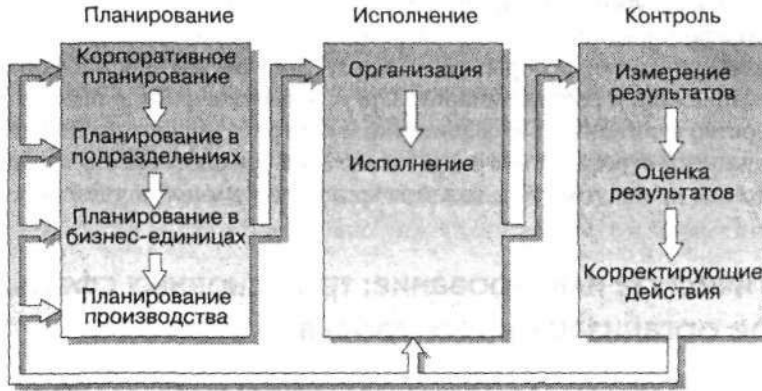 Планирование
Исполнение
Контроль
Корпоративное
планирование
Планирование в
подразделениях
Планирование в
бизнес-единицах
Планирование
производства
Организация
Исполнение
Измерение
результатов
Оценка
результатов
Корректирующие
действия